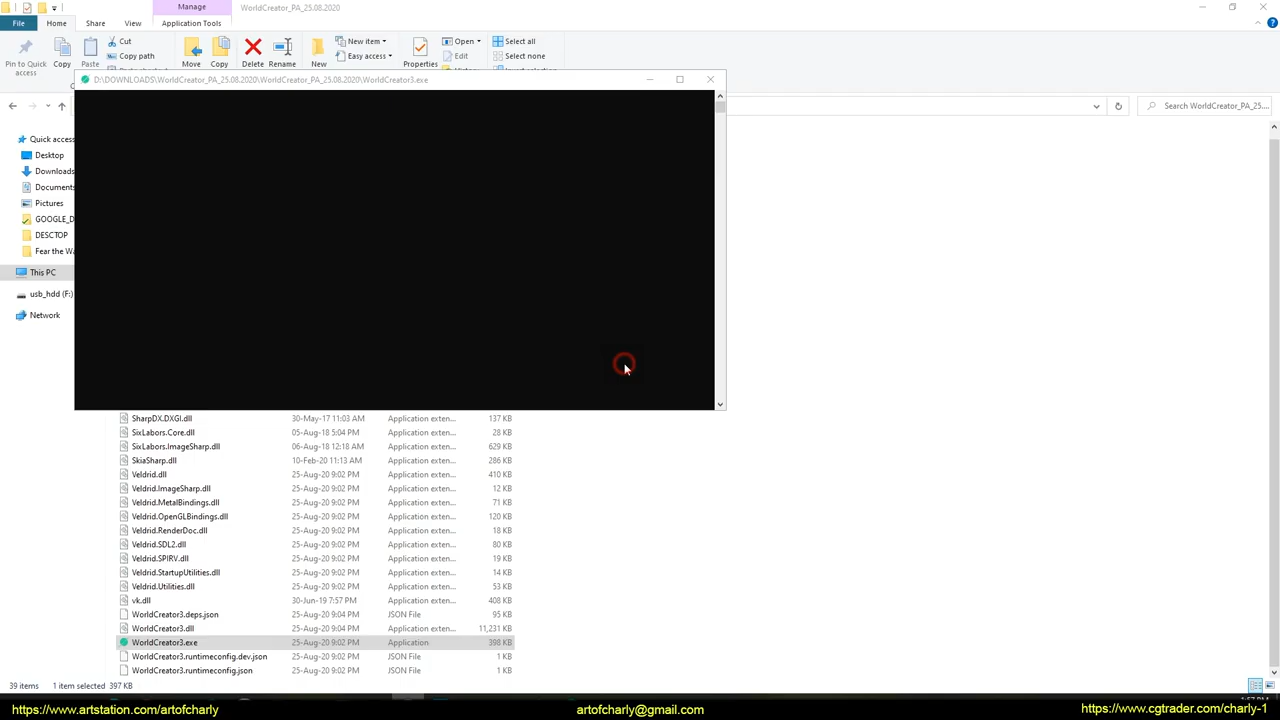 Manage
WorldCreator_PA_25.08.2020
File
Home
Share
View
Application Tools
Pin to Quick access
Copy
Paste
Cut
Copy path
Move
Copy
Delete
Rename
New
New item
Easy access
Properties
Open
Edit
Select all
Select none
D:\DOWNLOADS\WorldCreator_PA_25.08.2020\WorldCreator_PA_25.08.2020\WorldCreator3.exe
Search WorldCreator_PA_25....
Quick access
Desktop
Downloads
Documents
Pictures
GOOGLE_D
DESCTOP
Fear the Wa
This PC
usb_hdd (F:)
Network
SharpDX.DXGI.dll 30-May-17 11:03 AM Application exten... 137 KB
SixLabors.Core.dll 05-Aug-18 5:04 PM Application exten... 28 KB
SixLabors.ImageSharp.dll 06-Aug-18 12:18 AM Application exten... 629 KB
SkiaSharp.dll 10-Feb-20 11:13 AM Application exten... 286 KB
Veldrid.dll 25-Aug-20 9:02 PM Application exten... 410 KB
Veldrid.ImageSharp.dll 25-Aug-20 9:02 PM Application exten... 12 KB
Veldrid.MetalBindings.dll 25-Aug-20 9:02 PM Application exten... 71 KB
Veldrid.OpenGLBindings.dll 25-Aug-20 9:02 PM Application exten... 120 KB
Veldrid.RenderDoc.dll 25-Aug-20 9:02 PM Application exten... 18 KB
Veldrid.SDL2.dll 25-Aug-20 9:02 PM Application exten... 80 KB
Veldrid.SPIRV.dll 25-Aug-20 9:02 PM Application exten... 19 KB
Veldrid.StartupUtilities.dll 25-Aug-20 9:02 PM Application exten... 14 KB
Veldrid.Utilities.dll 25-Aug-20 9:02 PM Application exten... 53 KB
vk.dll 30-Jun-19 7:57 PM Application exten... 408 KB
WorldCreator3.deps.json 25-Aug-20 9:04 PM JSON File 95 KB
WorldCreator3.dll 25-Aug-20 9:04 PM Application exten... 11,231 KB
WorldCreator3.exe 25-Aug-20 9:02 PM Application 398 KB
WorldCreator3.runtimeconfig.dev.json 25-Aug-20 9:04 PM JSON File 1 KB
WorldCreator3.runtimeconfig.json 25-Aug-20 9:04 PM JSON File 1 KB
39 items 1 item selected 397 KB
https://www.artstation.com/artofcharly
artofcharly@gmail.com
https://www.cgtrader.com/charly-1